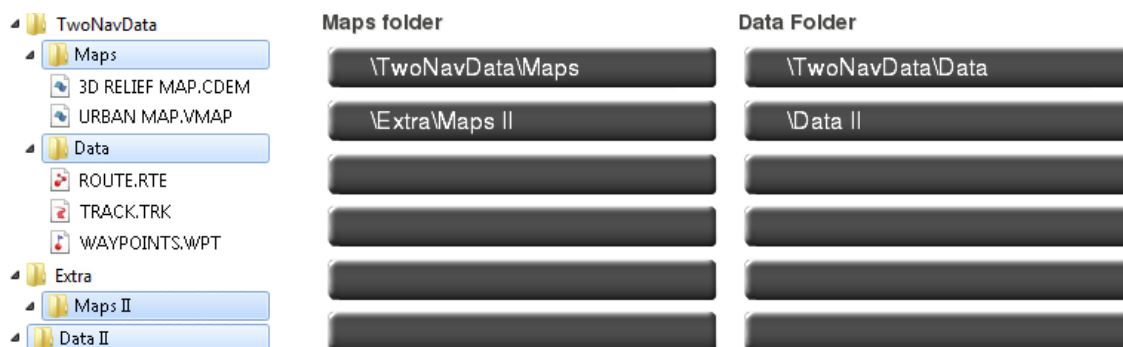 TwoNavData
Maps
3D RELIEF MAP.CDEM
URBAN MAP.VMAP
Data
ROUTE.RTE
TRACK.TRK
WAYPOINTS.WPT
Extra
Maps II
Data II
Maps folder
\TwoNavData\Maps
\Extra\Maps II
Data Folder
\TwoNavData\Data
\Data II